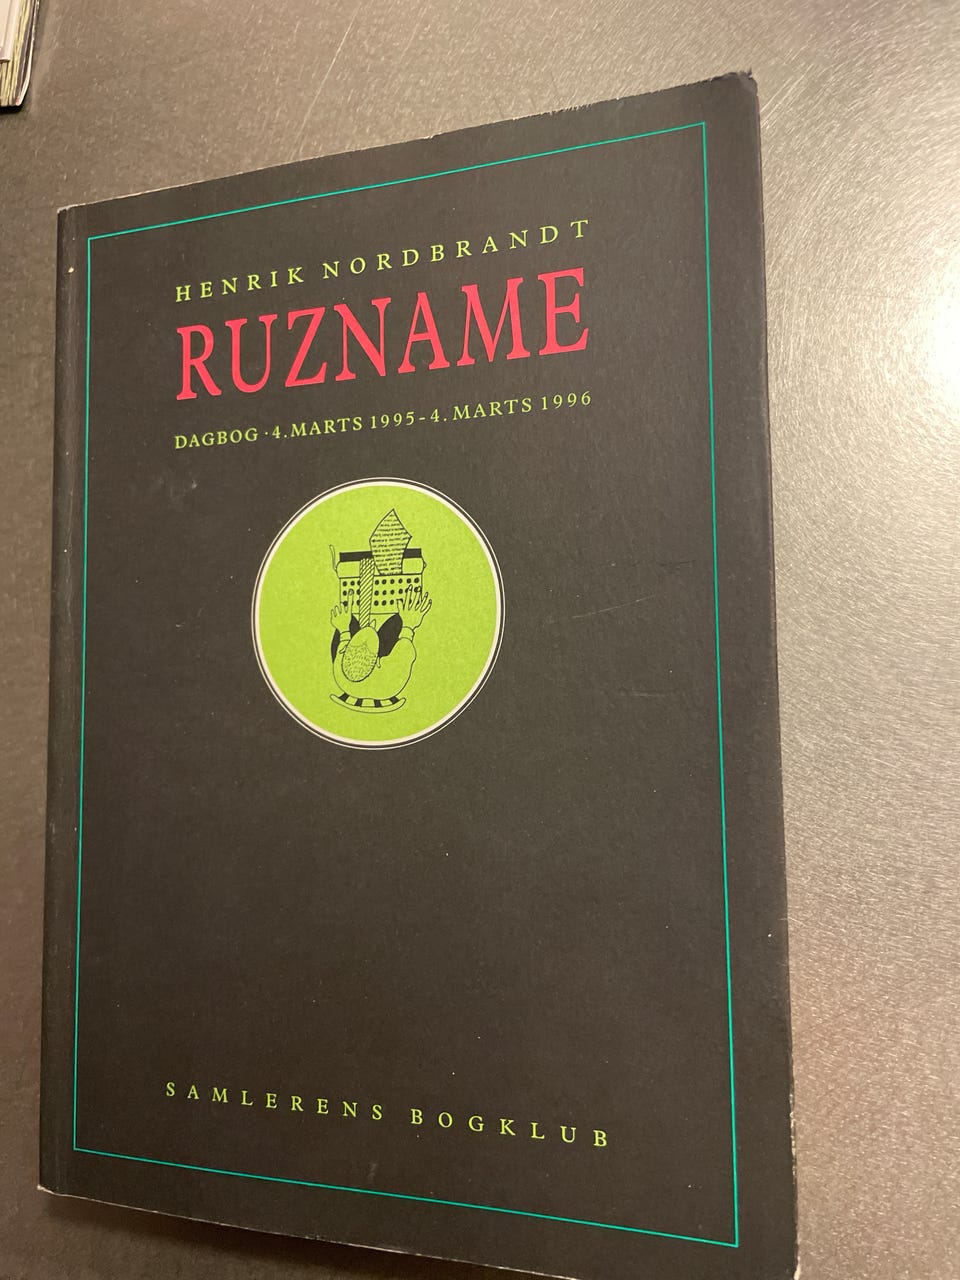 HENRIK NORDBRANDT
RUZNAME
DAGBOG · 4. MARTS 1995 - 4. MARTS 1996
SAMLERENS BOGKLUB